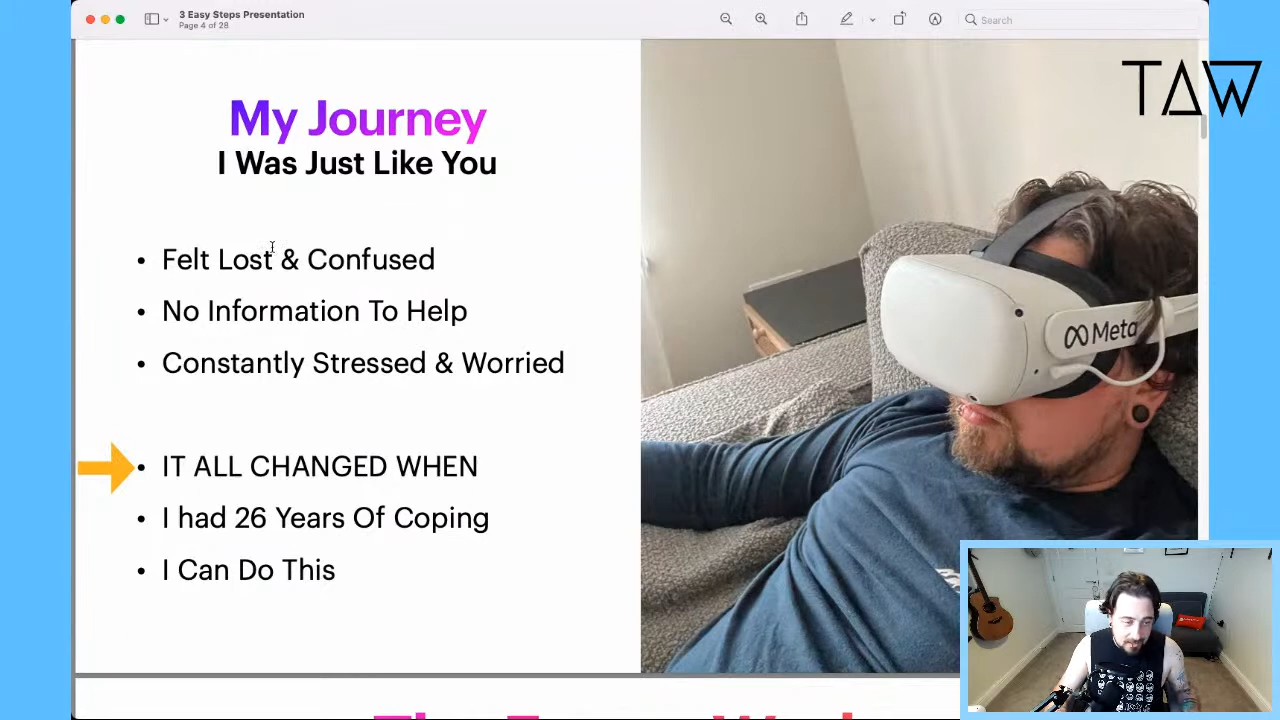 3 Easy Steps Presentation
Page 4 of 28
Search
TAW
My Journey
I Was Just Like You
• Felt Lost & Confused
• No Information To Help
• Constantly Stressed & Worried
• IT ALL CHANGED WHEN
• I had 26 Years Of Coping
• I Can Do This
Meta